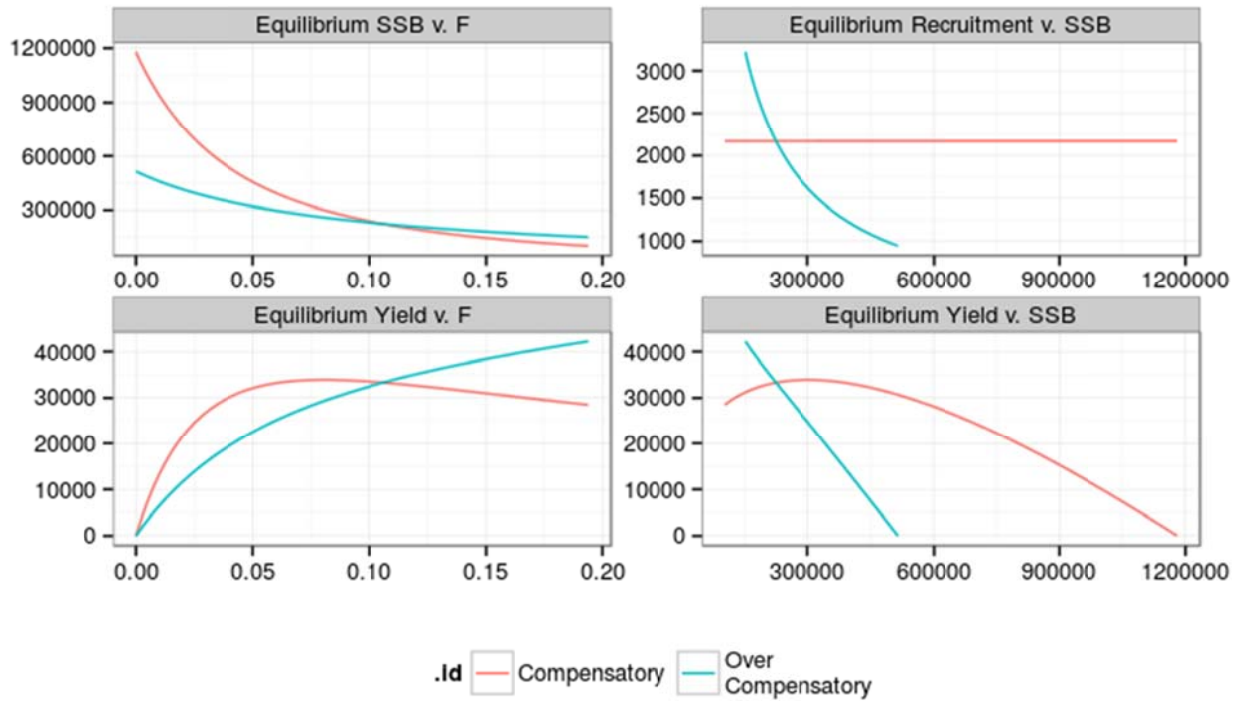 Equilibrium SSB v. F
1200000
900000
600000
300000
0.00 0.05 0.10 0.15 0.20
Equilibrium Recruitment v. SSB
3000
2500
2000
1500
1000
300000 600000 900000 1200000
Equilibrium Yield v. F
40000
30000
20000
10000
0
0.00 0.05 0.10 0.15 0.20
Equilibrium Yield v. SSB
40000
30000
20000
10000
0
300000 600000 900000 1200000
.id Compensatory Over
Compensatory